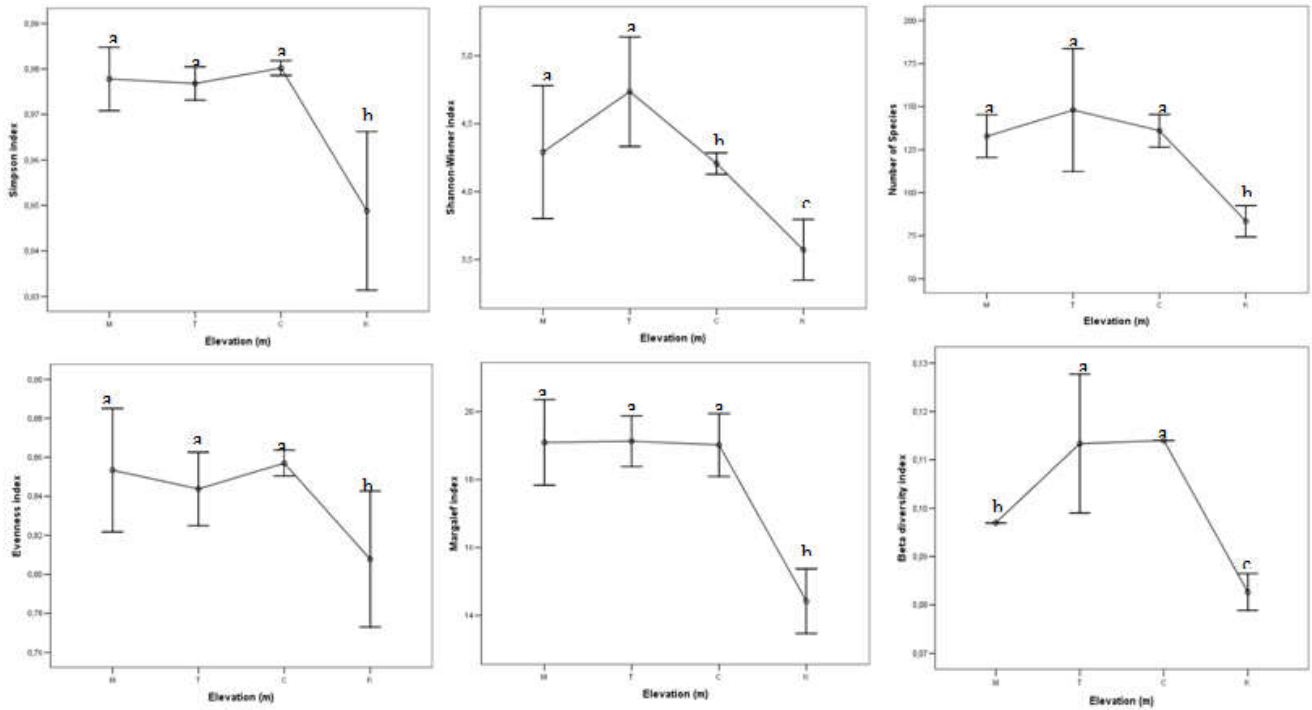 Simpson index
0,99
0,98
0,97
0,96
0,95
0,94
0,93
a
a
a
b
M T C K
Elevation (m)
Shannon-Wiener index
5,0
4,5
4,0
3,5
a
a
b
c
M T C K
Elevation (m)
Number of Species
200
175
150
125
100
75
50
a
a
a
b
M T C K
Elevation (m)
Evenness index
0,90
0,88
0,86
0,84
0,82
0,80
0,78
0,76
a
a
a
b
M T C K
Elevation (m)
Margalef index
20
18
16
14
a
a
a
b
M T C K
Elevation (m)
Beta diversity index
0,13
0,12
0,11
0,10
0,09
0,08
0,07
b
a
a
c
M T C K
Elevation (m)